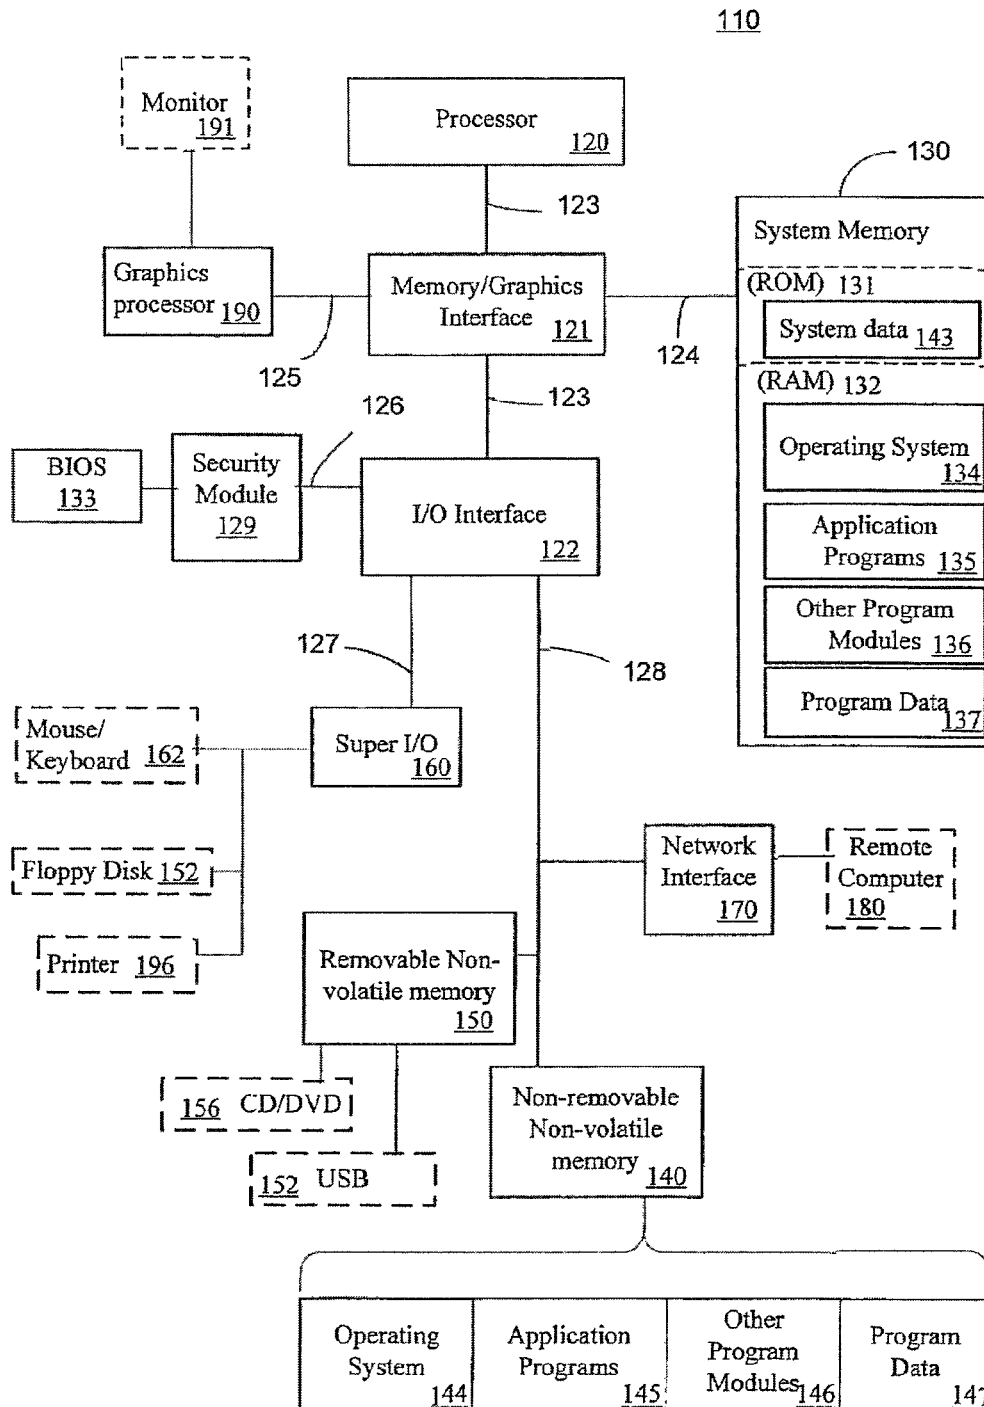 110
Monitor
191
Processor
120
130
123
System Memory
Graphics
processor 190
Memory/Graphics
Interface
121
(ROM) 131
System data 143
125
124
(RAM) 132
123
126
Operating System
134
BIOS
133
Security
Module
129
I/O Interface
122
Application
Programs 135
Other Program
Modules 136
127
128
Program Data
137
Mouse/
Keyboard 162
Super I/O
160
Network
Interface
170
Remote
Computer
180
Floppy Disk 152
Printer 196
Removable Non-
volatile memory
150
156 CD/DVD
Non-removable
Non-volatile
memory 140
152 USB
Operating
System
144
Application
Programs
145
Other
Program
Modules 146
Program
Data
147